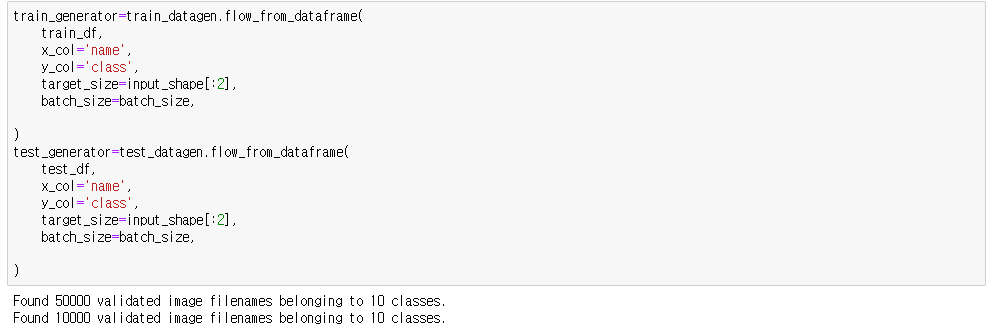 train_generator=train_datagen.flow_from_dataframe(
    train_df,
    x_col='name',
    y_col='class',
    target_size=input_shape[:2],
    batch_size=batch_size,
)
test_generator=test_datagen.flow_from_dataframe(
    test_df,
    x_col='name',
    y_col='class',
    target_size=input_shape[:2],
    batch_size=batch_size,
)
Found 50000 validated image filenames belonging to 10 classes.
Found 10000 validated image filenames belonging to 10 classes.